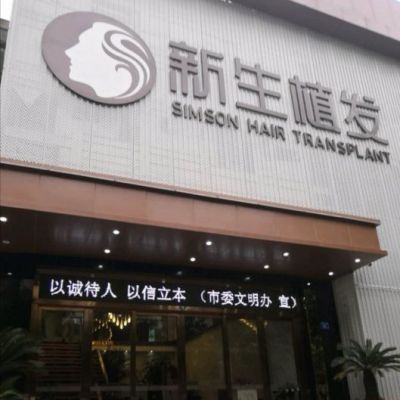 新生植发
SIMSON HAIR TRANSPLANT
以诚待人 以信立本 （市委文明办 宣）